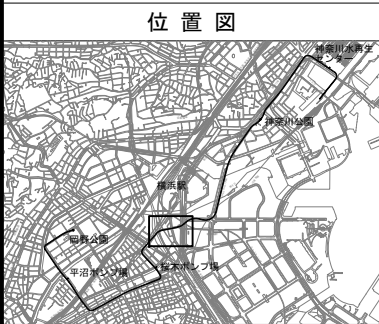 位置図
神奈川水再生
センター
神奈川公園
横浜駅
岡野公園
平沼ポンプ場
桜木ポンプ場